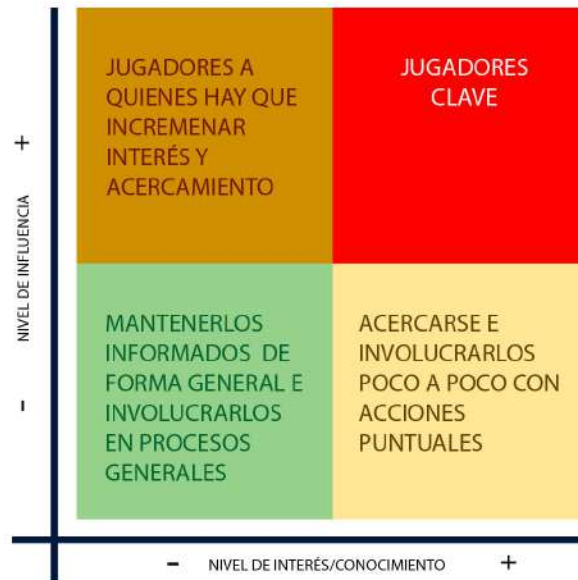 JUGADORES A
QUIENES HAY QUE
INCREMENAR
INTERÉS Y
ACERCAMIENTO
JUGADORES
CLAVE
MANTENERLOS
INFORMADOS DE
FORMA GENERAL E
INVOLUCRARLOS
EN PROCESOS
GENERALES
ACERCARSE E
INVOLUCRARLOS
POCO A POCO CON
ACCIONES
PUNTUALES
+
NIVEL DE INFLUENCIA
-
- NIVEL DE INTERÉS/CONOCIMIENTO +